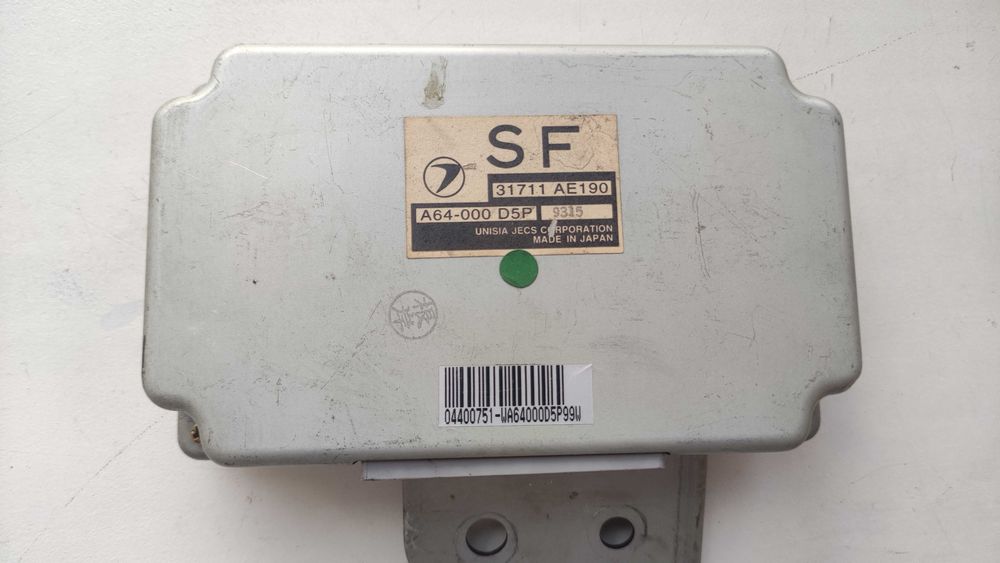 SF
31711 AE190
A64-000 D5P 9315
UNISIA JECS CORPORATION
MADE IN JAPAN
04400751-WA64000D5P99W